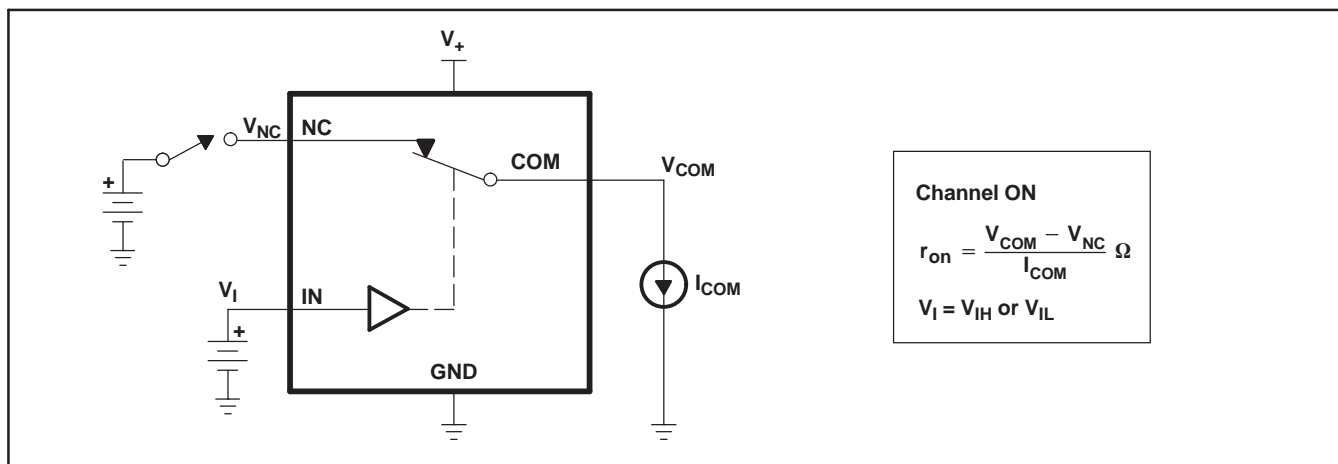 V+
VNC
NC
COM
VCOM
+
VI
IN
+
ICOM
GND
Channel ON
ron = VCOM − VNC / ICOM Ω
VI = VIH or VIL